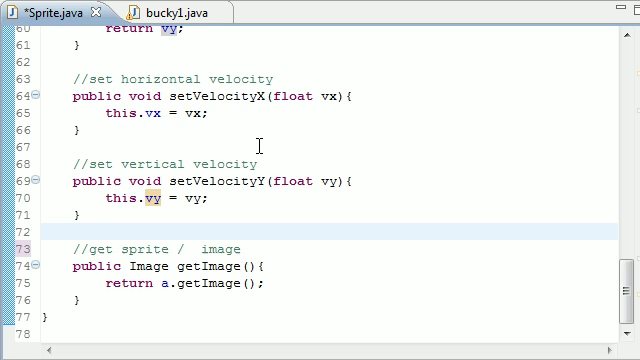 *Sprite.java bucky1.java
60 return vy;
61 }
62
63 //set horizontal velocity
64 public void setVelocityX(float vx){
65 this.vx = vx;
66 }
67
68 //set vertical velocity
69 public void setVelocityY(float vy){
70 this.vy = vy;
71 }
72
73 //get sprite / image
74 public Image getImage(){
75 return a.getImage();
76 }
77 }
78